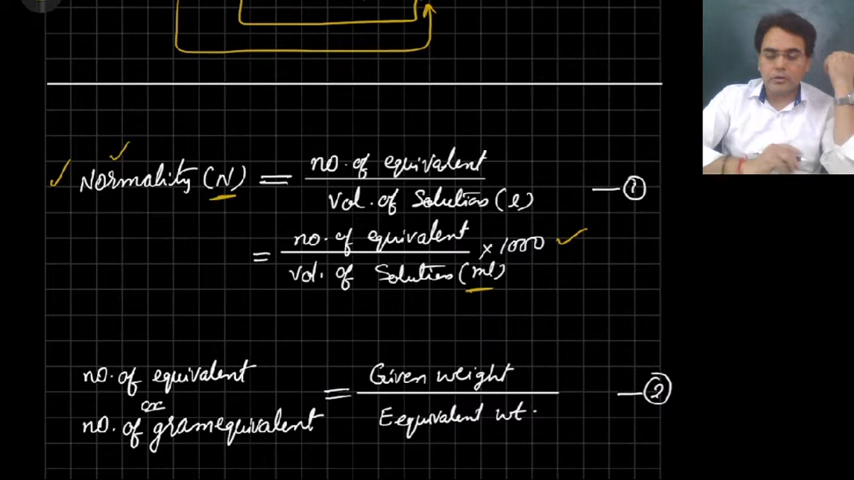 Normality (N) = no. of equivalent / vol. of Solution (l) — 1
= no. of equivalent / vol. of Solution (ml) × 1000
no. of equivalent or no. of gramequivalent = Given weight / Eequivalent wt. — 2